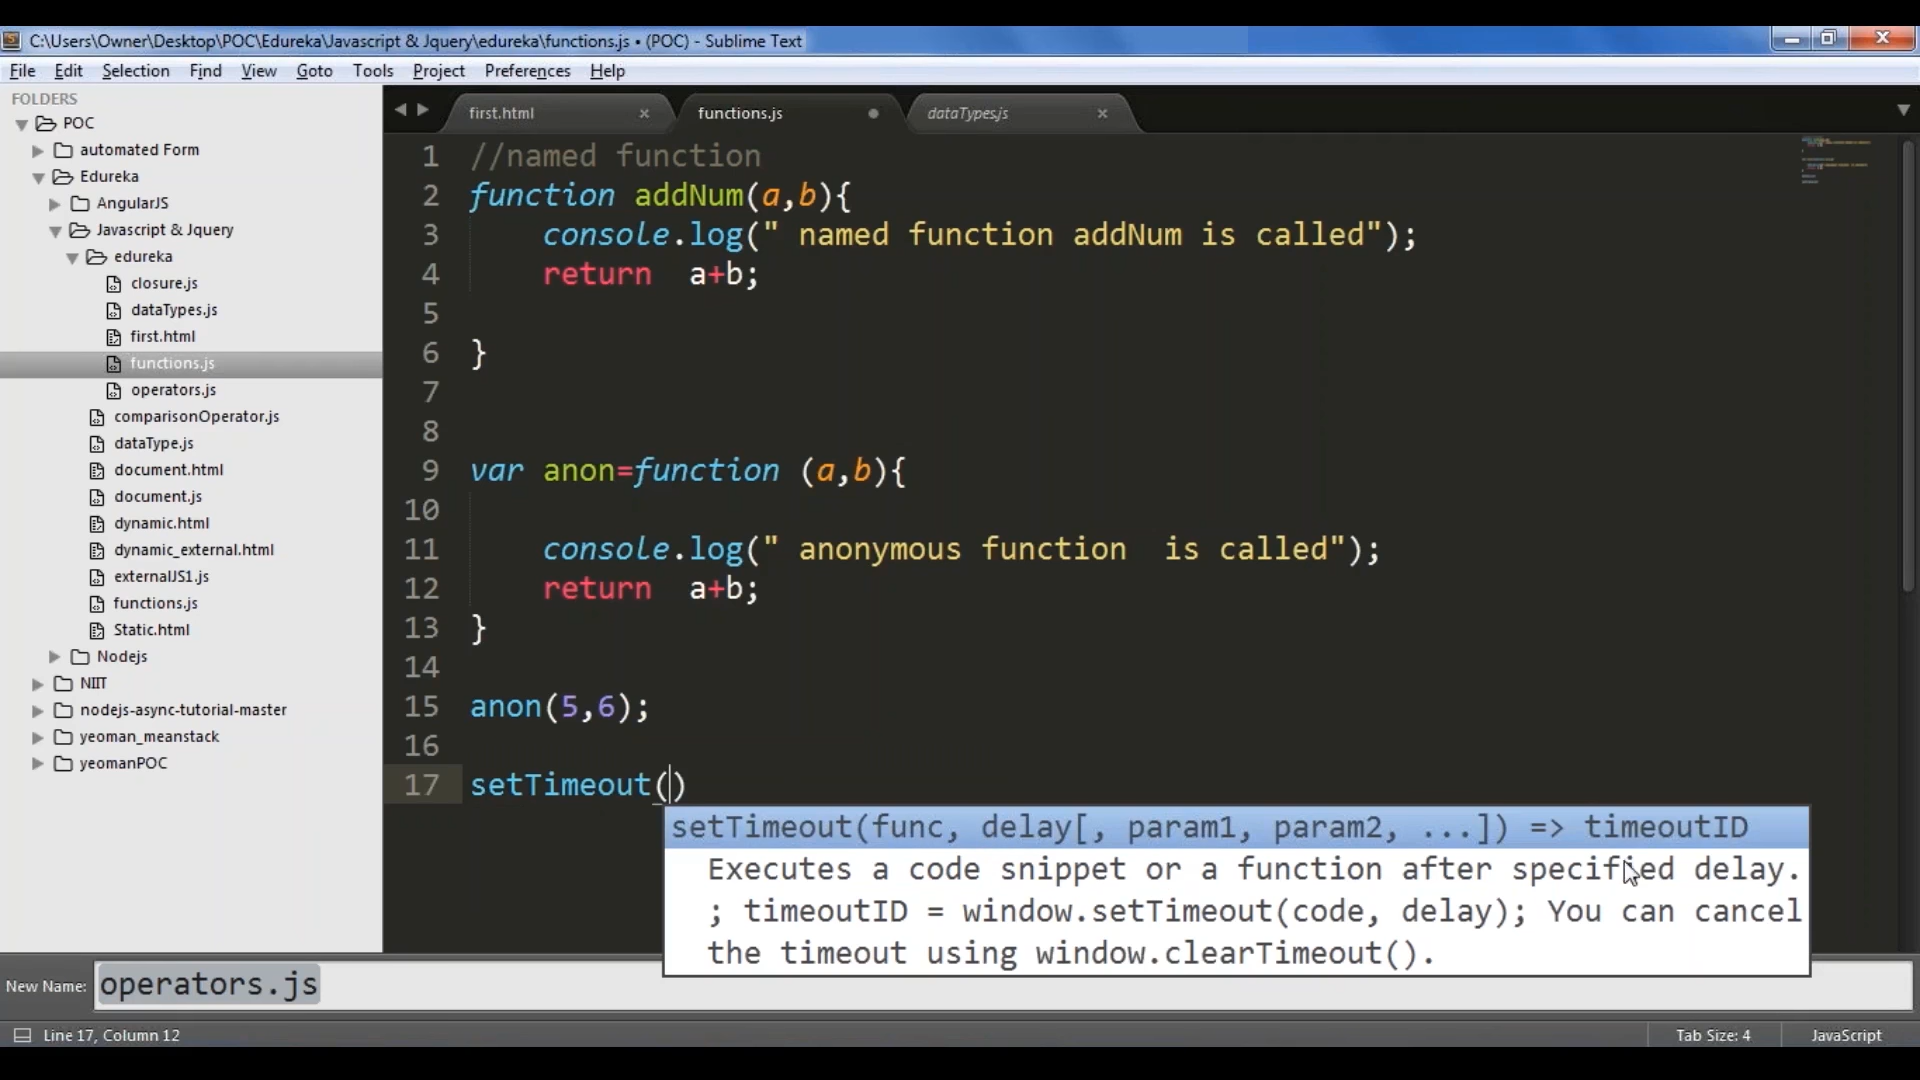 C:\Users\Owner\Desktop\POC\Edureka\Javascript & Jquery\edureka\functions.js • (POC) - Sublime Text
File Edit Selection Find View Goto Tools Project Preferences Help
FOLDERS
POC
automated Form
Edureka
AngularJS
Javascript & Jquery
edureka
closure.js
dataTypes.js
first.html
functions.js
operators.js
comparisonOperator.js
dataType.js
document.html
document.js
dynamic.html
dynamic_external.html
externalJS1.js
functions.js
Static.html
Nodejs
NIIT
nodejs-async-tutorial-master
yeoman_meanstack
yeomanPOC
first.html functions.js dataTypes.js
1 //named function
2 function addNum(a,b){
3 console.log(" named function addNum is called");
4 return  a+b;
5
6 }
7
8
9 var anon=function (a,b){
10
11 console.log(" anonymous function  is called");
12 return  a+b;
13 }
14
15 anon(5,6);
16
17 setTimeout()
setTimeout(func, delay[, param1, param2, ...]) => timeoutID
Executes a code snippet or a function after specified delay.
; timeoutID = window.setTimeout(code, delay); You can cancel
the timeout using window.clearTimeout().
New Name: operators.js
Line 17, Column 12
Tab Size: 4 JavaScript